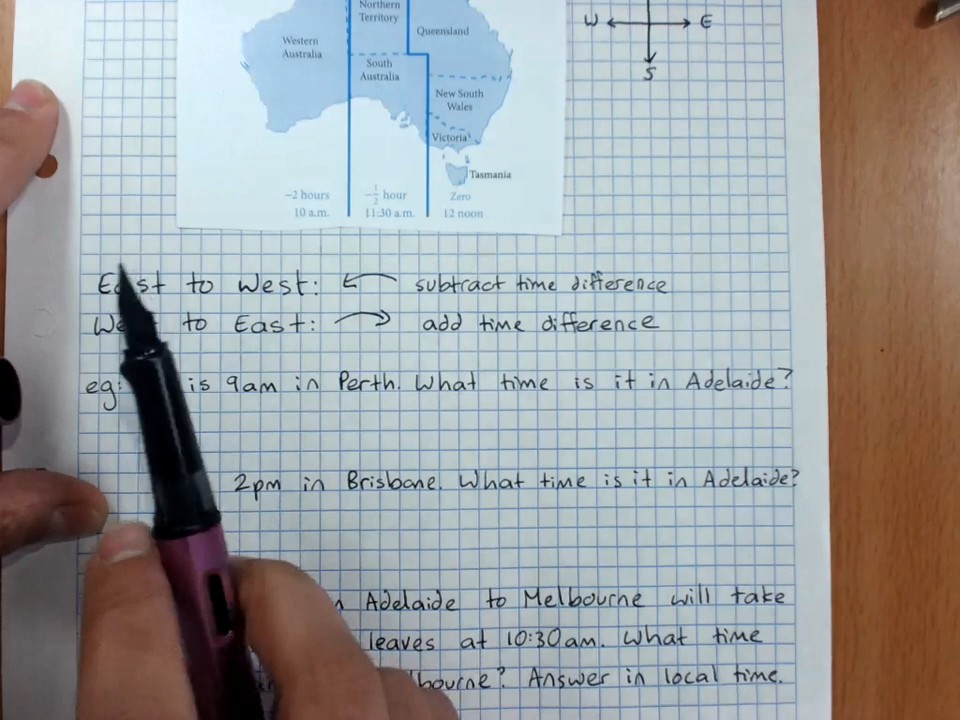 Northern
Territory
Queensland
Western
Australia
South
Australia
New South
Wales
Victoria
Tasmania
-2 hours
10 a.m.
-1/2 hour
11:30 a.m.
Zero
12 noon
W E
S
East to West: subtract time difference
to East: add time difference
eg: is 9am in Perth. What time is it in Adelaide?
2pm in Brisbane. What time is it in Adelaide?
Adelaide to Melbourne will take
leaves at 10:30am. What time
Answer in local time.